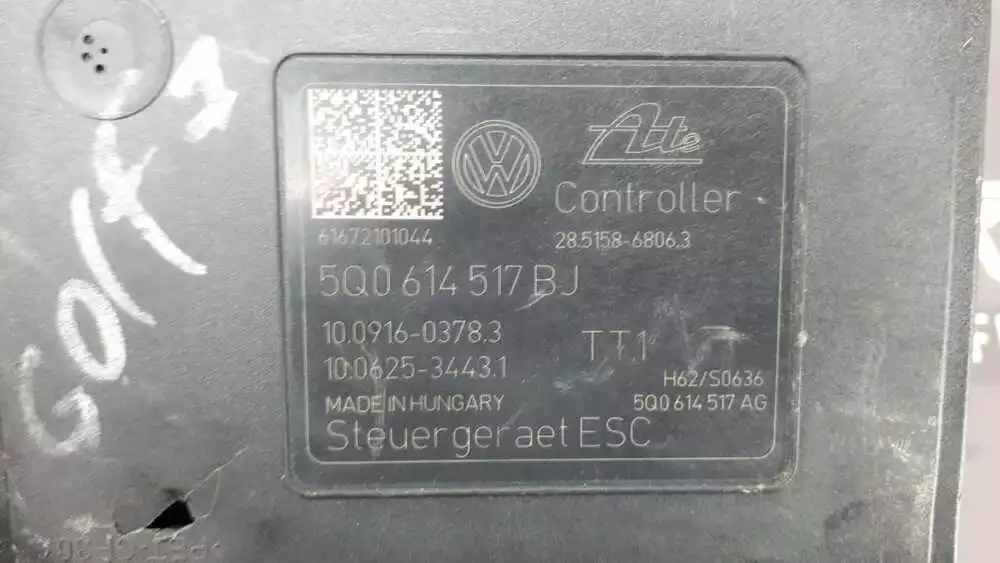 GOlf 7
Ate
Controller
61672101044
28.5158-6806.3
5Q0 614 517 BJ
10.0916-0378.3
10.0625-3443.1
TT1
H62/S0636
MADE IN HUNGARY
5Q0 614 517 AG
Steuergeraet ESC